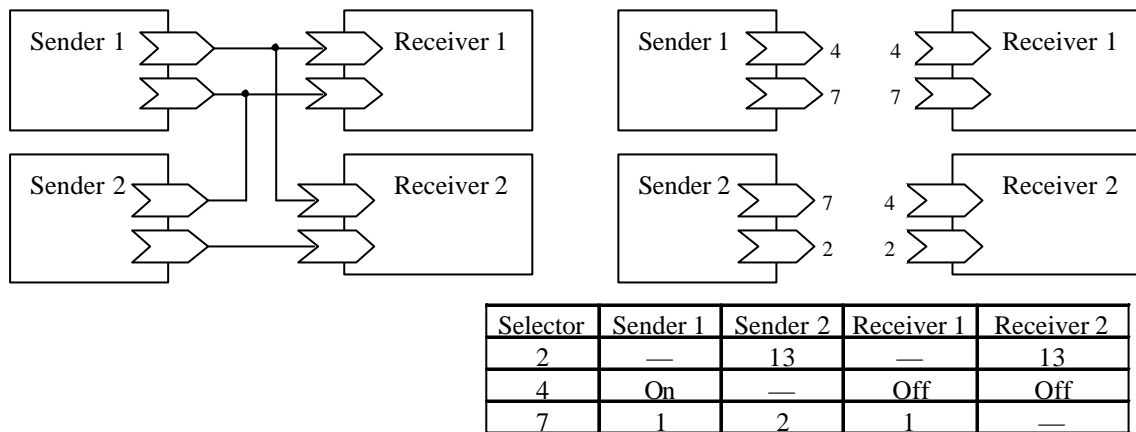 Sender 1
Receiver 1
Sender 2
Receiver 2
Sender 1
4
7
4
7
Receiver 1
Sender 2
7
2
4
2
Receiver 2
Selector Sender 1 Sender 2 Receiver 1 Receiver 2
2 — 13 — 13
4 On — Off Off
7 1 2 1 —